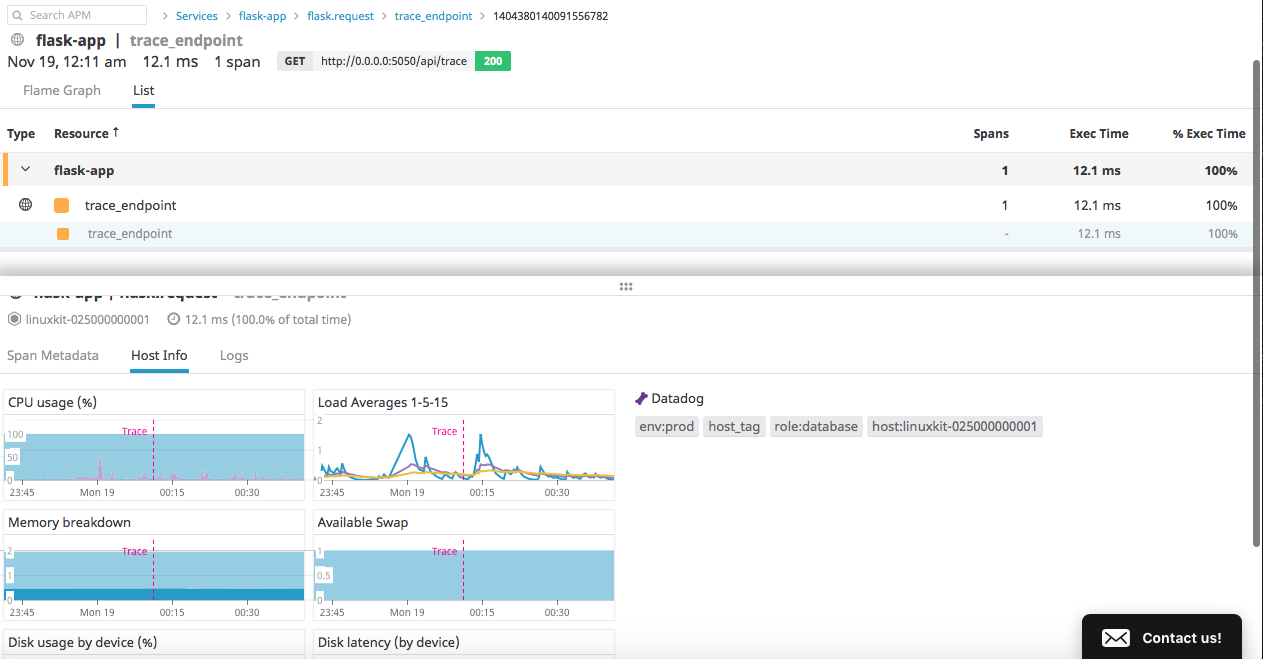 Search APM > Services > flask-app > flask.request > trace_endpoint > 1404380140091556782
flask-app | trace_endpoint
Nov 19, 12:11 am 12.1 ms 1 span GET http://0.0.0.0:5050/api/trace 200
Flame Graph List
Type Resource ↑ Spans Exec Time % Exec Time
flask-app 1 12.1 ms 100%
trace_endpoint 1 12.1 ms 100%
trace_endpoint - 12.1 ms 100%
flask-app | flask.request trace_endpoint
linuxkit-025000000001 12.1 ms (100.0% of total time)
Span Metadata Host Info Logs
CPU usage (%)
100
50
0
Trace
23:45 Mon 19 00:15 00:30
Load Averages 1-5-15
2
1
0
Trace
23:45 Mon 19 00:15 00:30
Datadog
env:prod host_tag role:database host:linuxkit-025000000001
Memory breakdown
2
1
0
Trace
23:45 Mon 19 00:15 00:30
Available Swap
1
0.5
0
Trace
23:45 Mon 19 00:15 00:30
Disk usage by device (%)
Disk latency (by device)
Contact us!